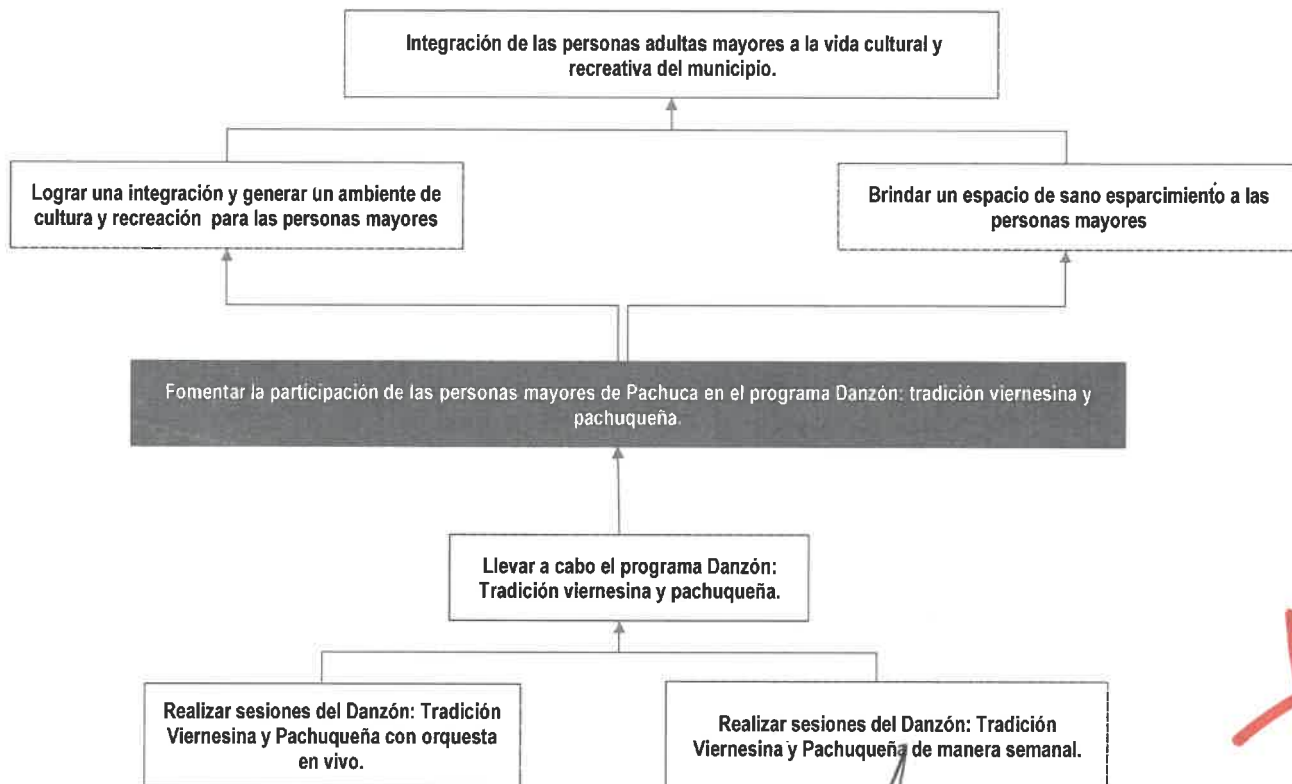 Integración de las personas adultas mayores a la vida cultural y
recreativa del municipio.
Lograr una integración y generar un ambiente de
cultura y recreación para las personas mayores
Brindar un espacio de sano esparcimiento a las
personas mayores
Fomentar la participación de las personas mayores de Pachuca en el programa Danzón: tradición viernesina y
pachuqueña.
Llevar a cabo el programa Danzón:
Tradición viernesina y pachuqueña.
Realizar sesiones del Danzón: Tradición
Viernesina y Pachuqueña con orquesta
en vivo.
Realizar sesiones del Danzón: Tradición
Viernesina y Pachuqueña de manera semanal.